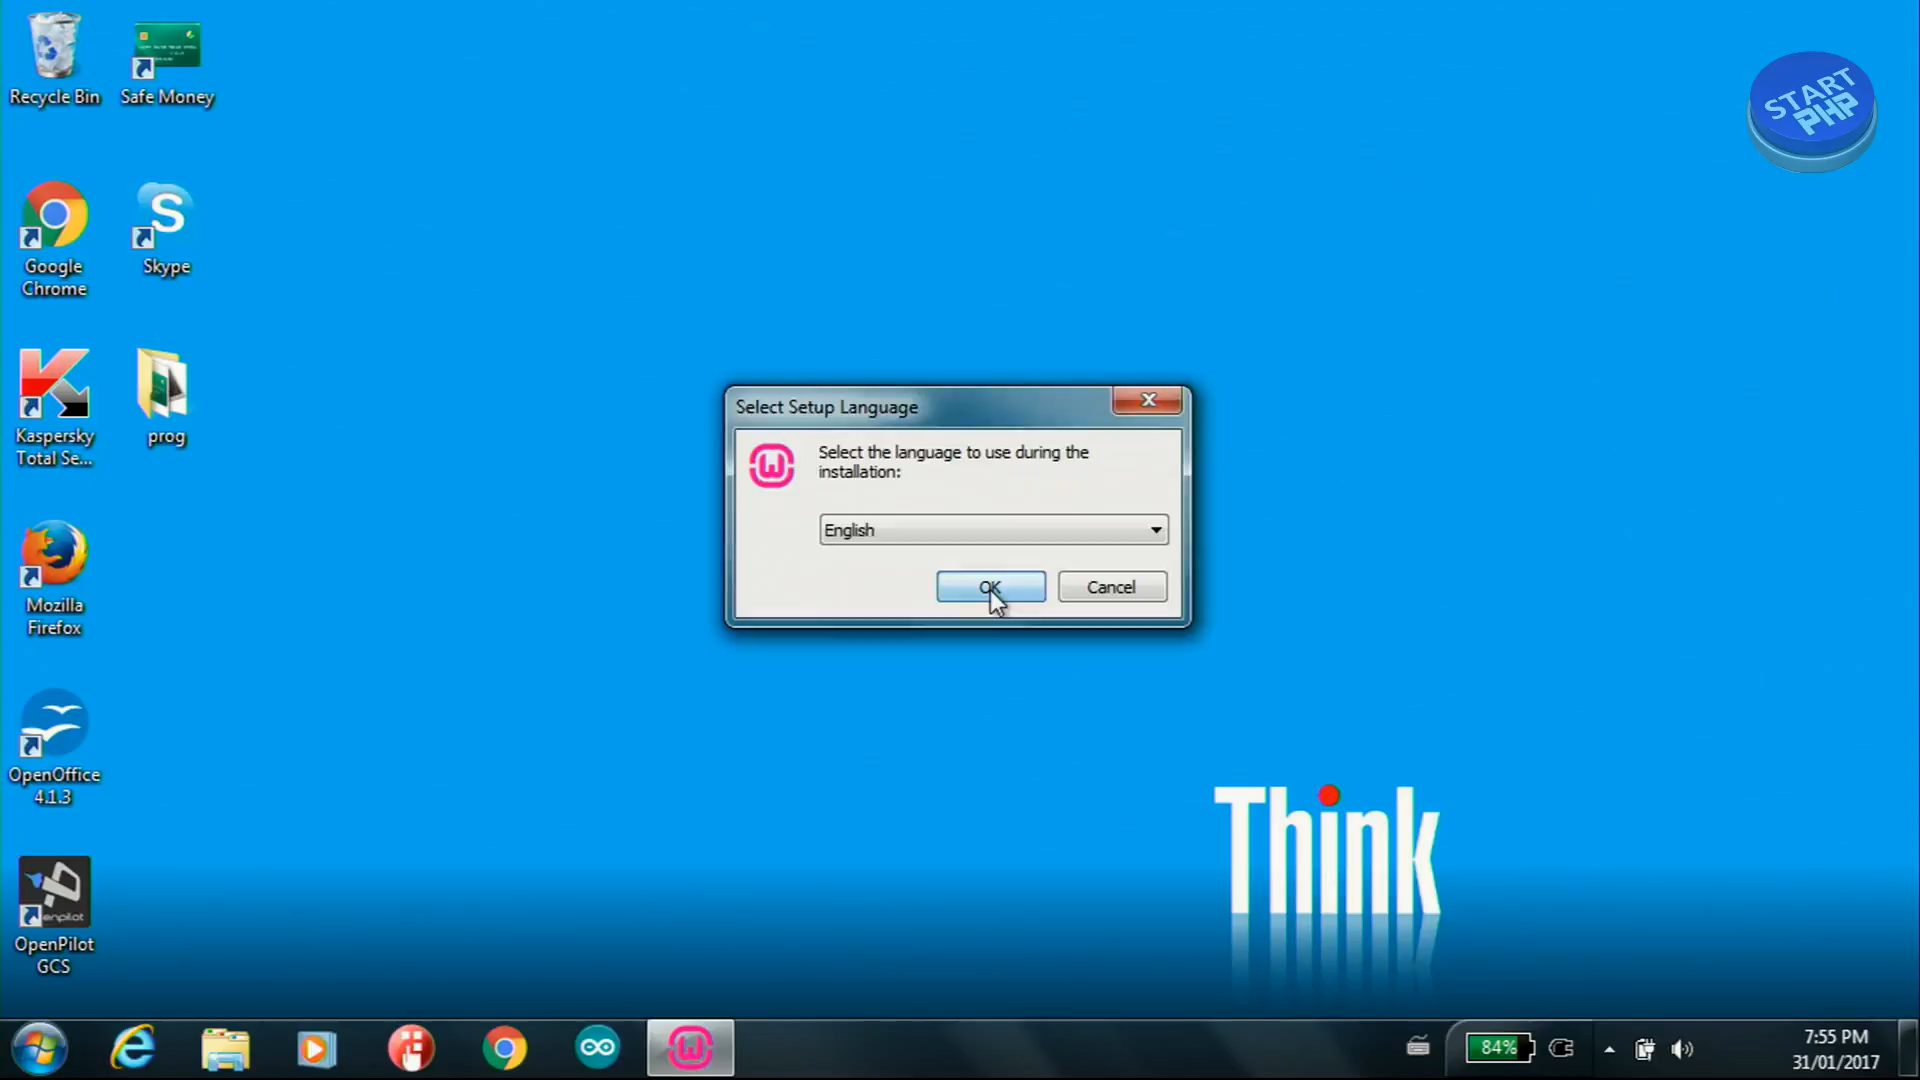 Recycle Bin
Safe Money
START
PHP
Google
Chrome
S
Skype
Kaspersky
Total Se...
prog
Select Setup Language
Select the language to use during the
installation:
English
OK
Cancel
Mozilla
Firefox
OpenOffice
4.1.3
Think
enpilot
OpenPilot
GCS
84%
7:55 PM
31/01/2017